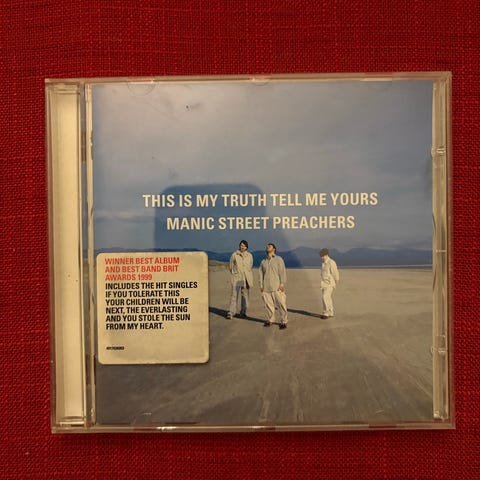 THIS IS MY TRUTH TELL ME YOURS
MANIC STREET PREACHERS
WINNER BEST ALBUM
AND BEST BAND BRIT
AWARDS 1999
INCLUDES THE HIT SINGLES
IF YOU TOLERATE THIS
YOUR CHILDREN WILL BE
NEXT, THE EVERLASTING
AND YOU STOLE THE SUN
FROM MY HEART.